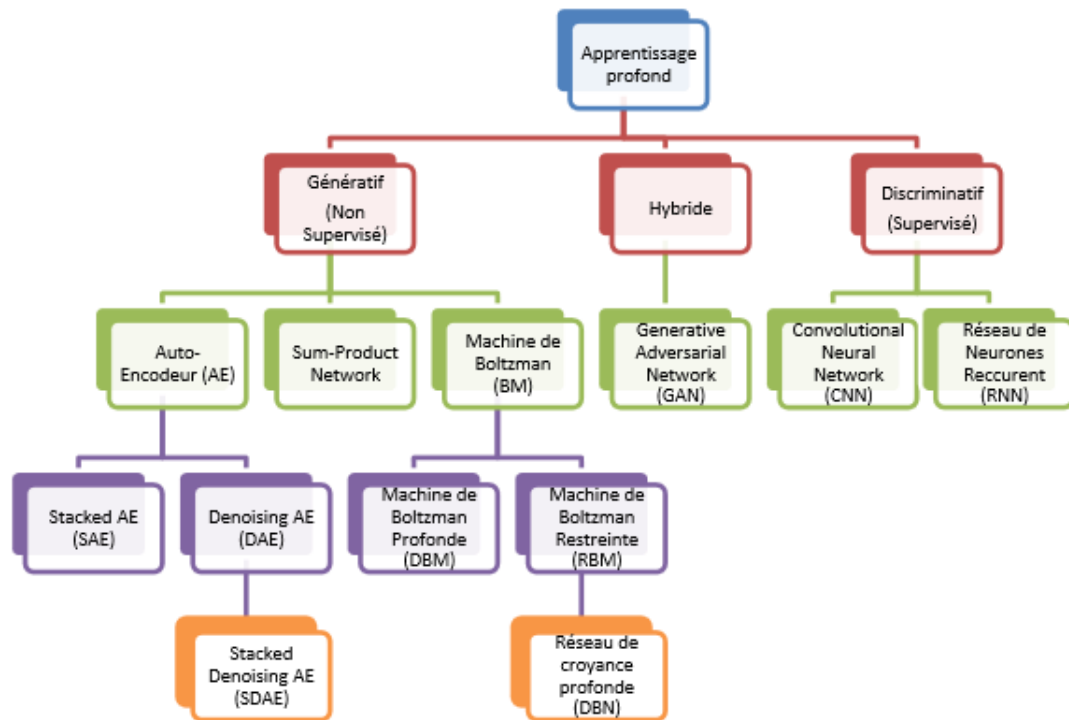 Apprentissage
profond
Génératif
(Non
Supervisé)
Hybride
Discriminatif
(Supervisé)
Auto-
Encodeur (AE)
Sum-Product
Network
Machine de
Boltzman
(BM)
Generative
Adversarial
Network
(GAN)
Convolutional
Neural
Network
(CNN)
Réseau de
Neurones
Reccurent
(RNN)
Stacked AE
(SAE)
Denoising AE
(DAE)
Machine de
Boltzman
Profonde
(DBM)
Machine de
Boltzman
Restreinte
(RBM)
Stacked
Denoising AE
(SDAE)
Réseau de
croyance
profonde
(DBN)